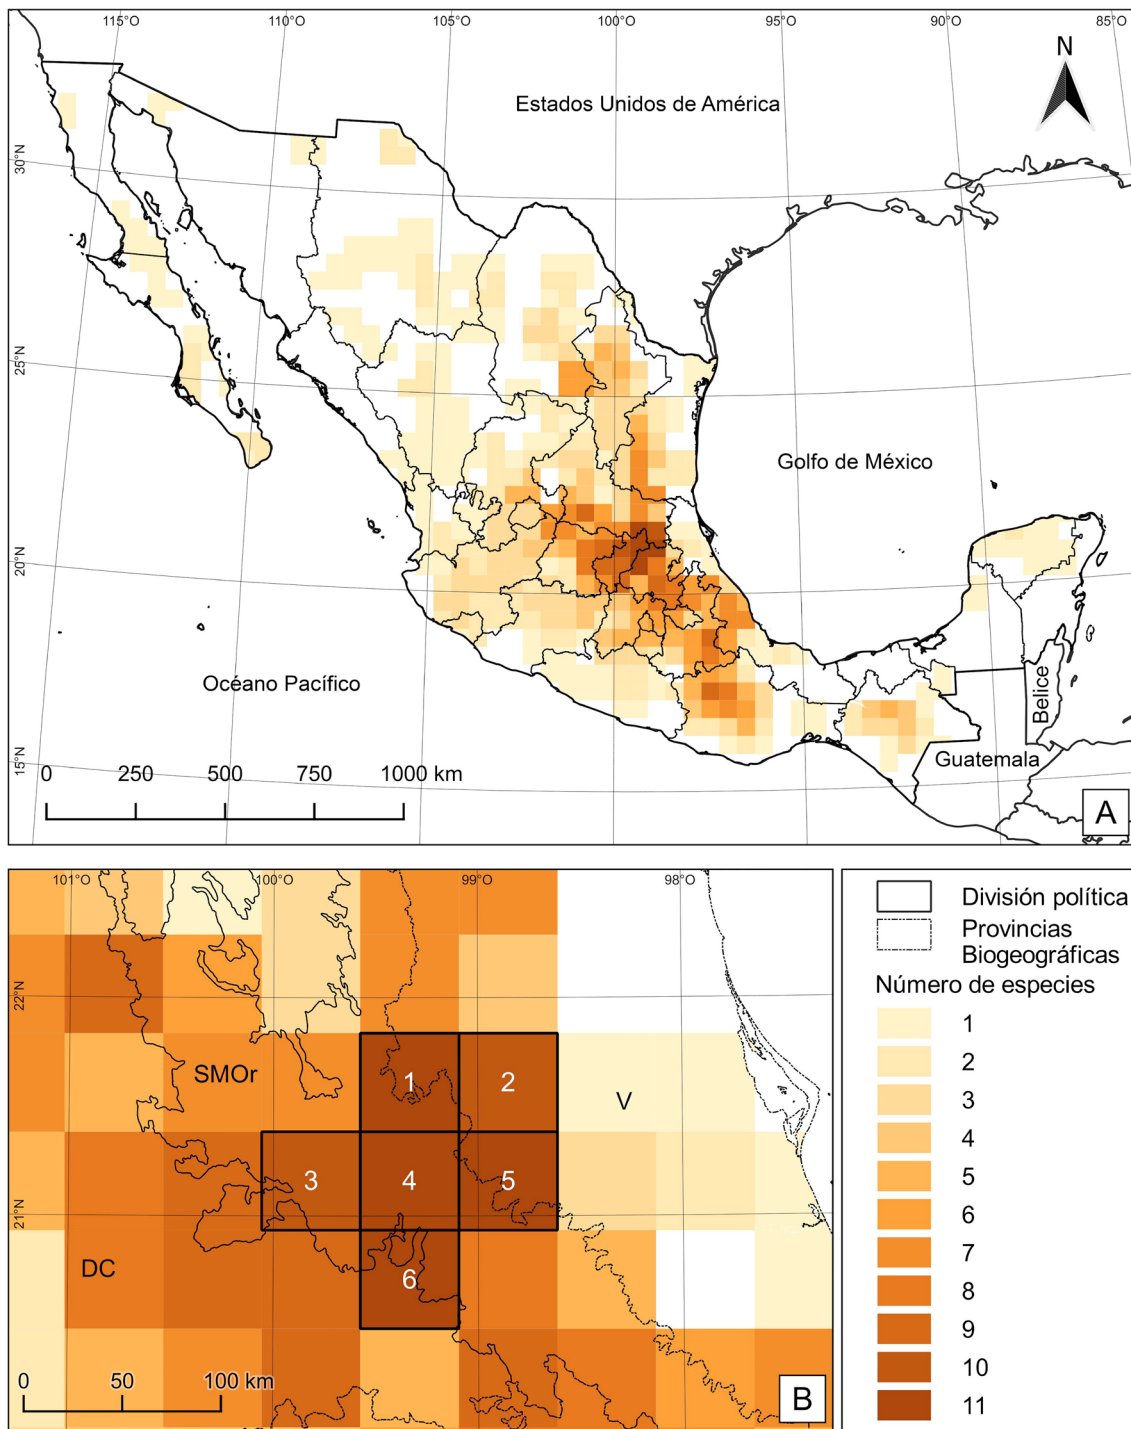 115°O
110°O
105°O
100°O
95°O
90°O
85°O
N
Estados Unidos de América
30°N
25°N
Golfo de México
20°N
Océano Pacífico
Belice
15°N
Guatemala
0
250
500
750
1000 km
A
101°O
100°O
99°O
98°O
22°N
SMOr
1
2
V
3
4
5
21°N
DC
6
0
50
100 km
B
División política
Provincias
Biogeográficas
Número de especies
1
2
3
4
5
6
7
8
9
10
11